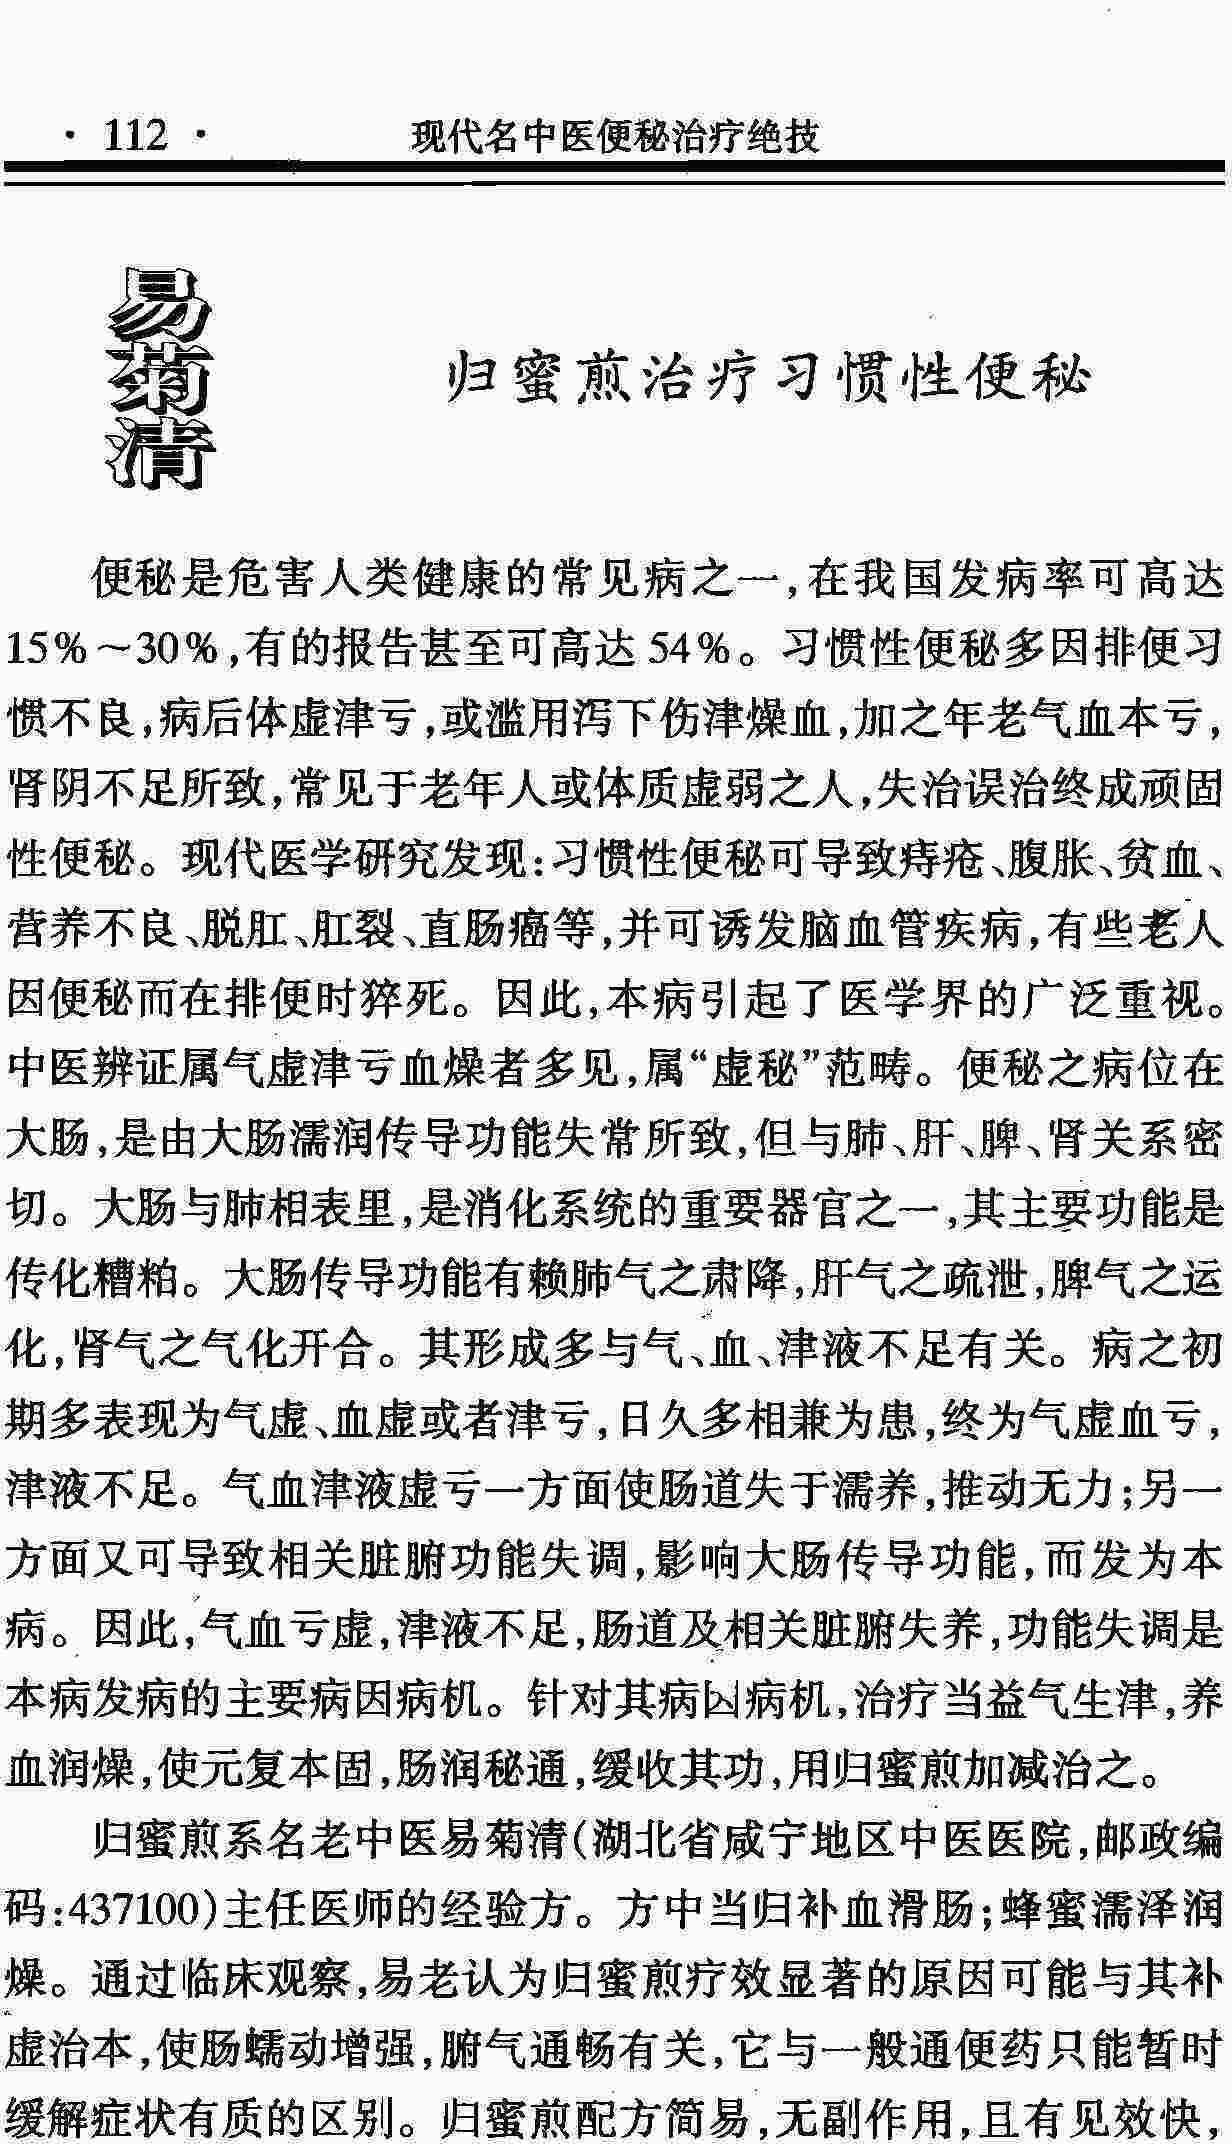 ·112· 现代名中医便秘治疗绝技
易菊清
归蜜煎治疗习惯性便秘
便秘是危害人类健康的常见病之一,在我国发病率可高达
15%～30%,有的报告甚至可高达54%。习惯性便秘多因排便习
惯不良,病后体虚津亏,或滥用泻下伤津燥血,加之年老气血本亏,
肾阴不足所致,常见于老年人或体质虚弱之人,失治误治终成顽固
性便秘。现代医学研究发现:习惯性便秘可导致痔疮、腹胀、贫血、
营养不良、脱肛、肛裂、直肠癌等,并可诱发脑血管疾病,有些老人
因便秘而在排便时猝死。因此,本病引起了医学界的广泛重视。
中医辨证属气虚津亏血燥者多见,属“虚秘”范畴。便秘之病位在
大肠,是由大肠濡润传导功能失常所致,但与肺、肝、脾、肾关系密
切。大肠与肺相表里,是消化系统的重要器官之一,其主要功能是
传化糟粕。大肠传导功能有赖肺气之肃降,肝气之疏泄,脾气之运
化,肾气之气化开合。其形成多与气、血、津液不足有关。病之初
期多表现为气虚、血虚或者津亏,日久多相兼为患,终为气虚血亏,
津液不足。气血津液虚亏一方面使肠道失于濡养,推动无力;另一
方面又可导致相关脏腑功能失调,影响大肠传导功能,而发为本
病。因此,气血亏虚,津液不足,肠道及相关脏腑失养,功能失调是
本病发病的主要病因病机。针对其病因病机,治疗当益气生津,养
血润燥,使元复本固,肠润秘通,缓收其功,用归蜜煎加减治之。
归蜜煎系名老中医易菊清(湖北省咸宁地区中医医院,邮政编
码:437100)主任医师的经验方。方中当归补血滑肠;蜂蜜濡泽润
燥。通过临床观察,易老认为归蜜煎疗效显著的原因可能与其补
虚治本,使肠蠕动增强,腑气通畅有关,它与一般通便药只能暂时
缓解症状有质的区别。归蜜煎配方简易,无副作用,且有见效快,